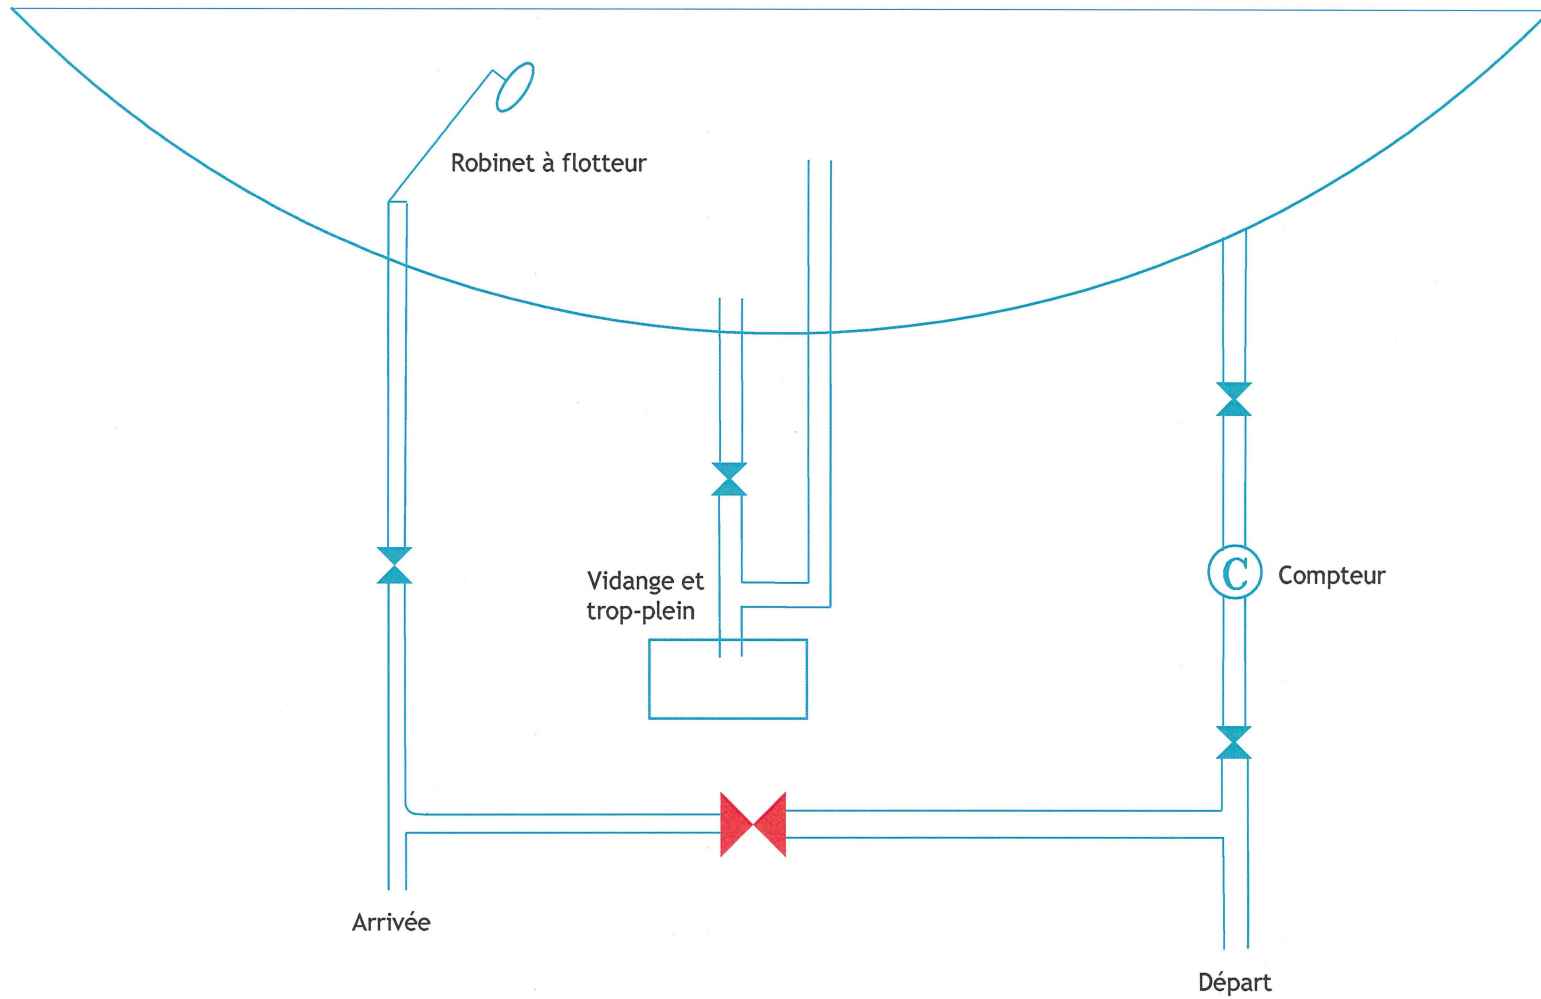 Robinet à flotteur
Vidange et
trop-plein
C
Compteur
Arrivée
Départ